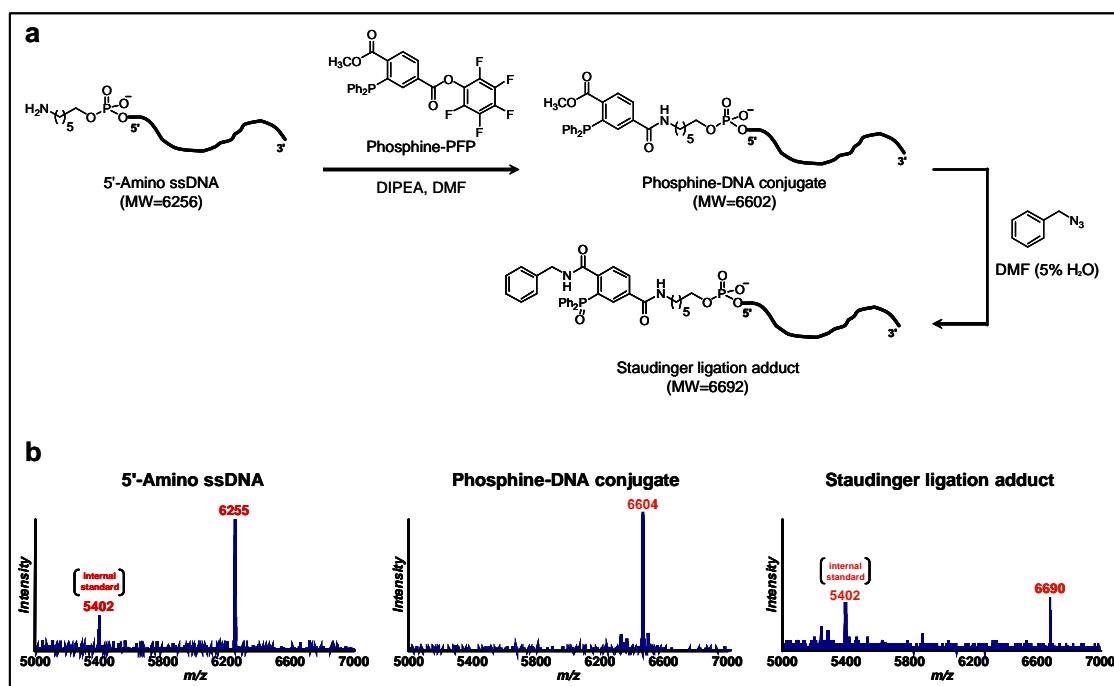 a
OCH₃
O
H₃CO
Ph₂P
O
O
F
F
F
F
F
Phosphine-PFP
DIPEA, DMF
H₂N
5
O
P
O
O⁻
O
5'
3'
5'-Amino ssDNA
(MW=6256)
O
H₃CO
Ph₂P
O
H
N
5
O
P
O
O⁻
O
5'
3'
Phosphine-DNA conjugate
(MW=6602)
N₃
DMF (5% H₂O)
O
N
H
Ph₂P
O
O
H
N
5
O
P
O
O⁻
O
5'
3'
Staudinger ligation adduct
(MW=6692)
b
5'-Amino ssDNA
Intensity
internal
standard
5402
6255
5000 5400 5800 6200 6600 7000
m/z
Phosphine-DNA conjugate
Intensity
6604
5000 5400 5800 6200 6600 7000
m/z
Staudinger ligation adduct
Intensity
internal
standard
5402
6690
5000 5400 5800 6200 6600 7000
m/z